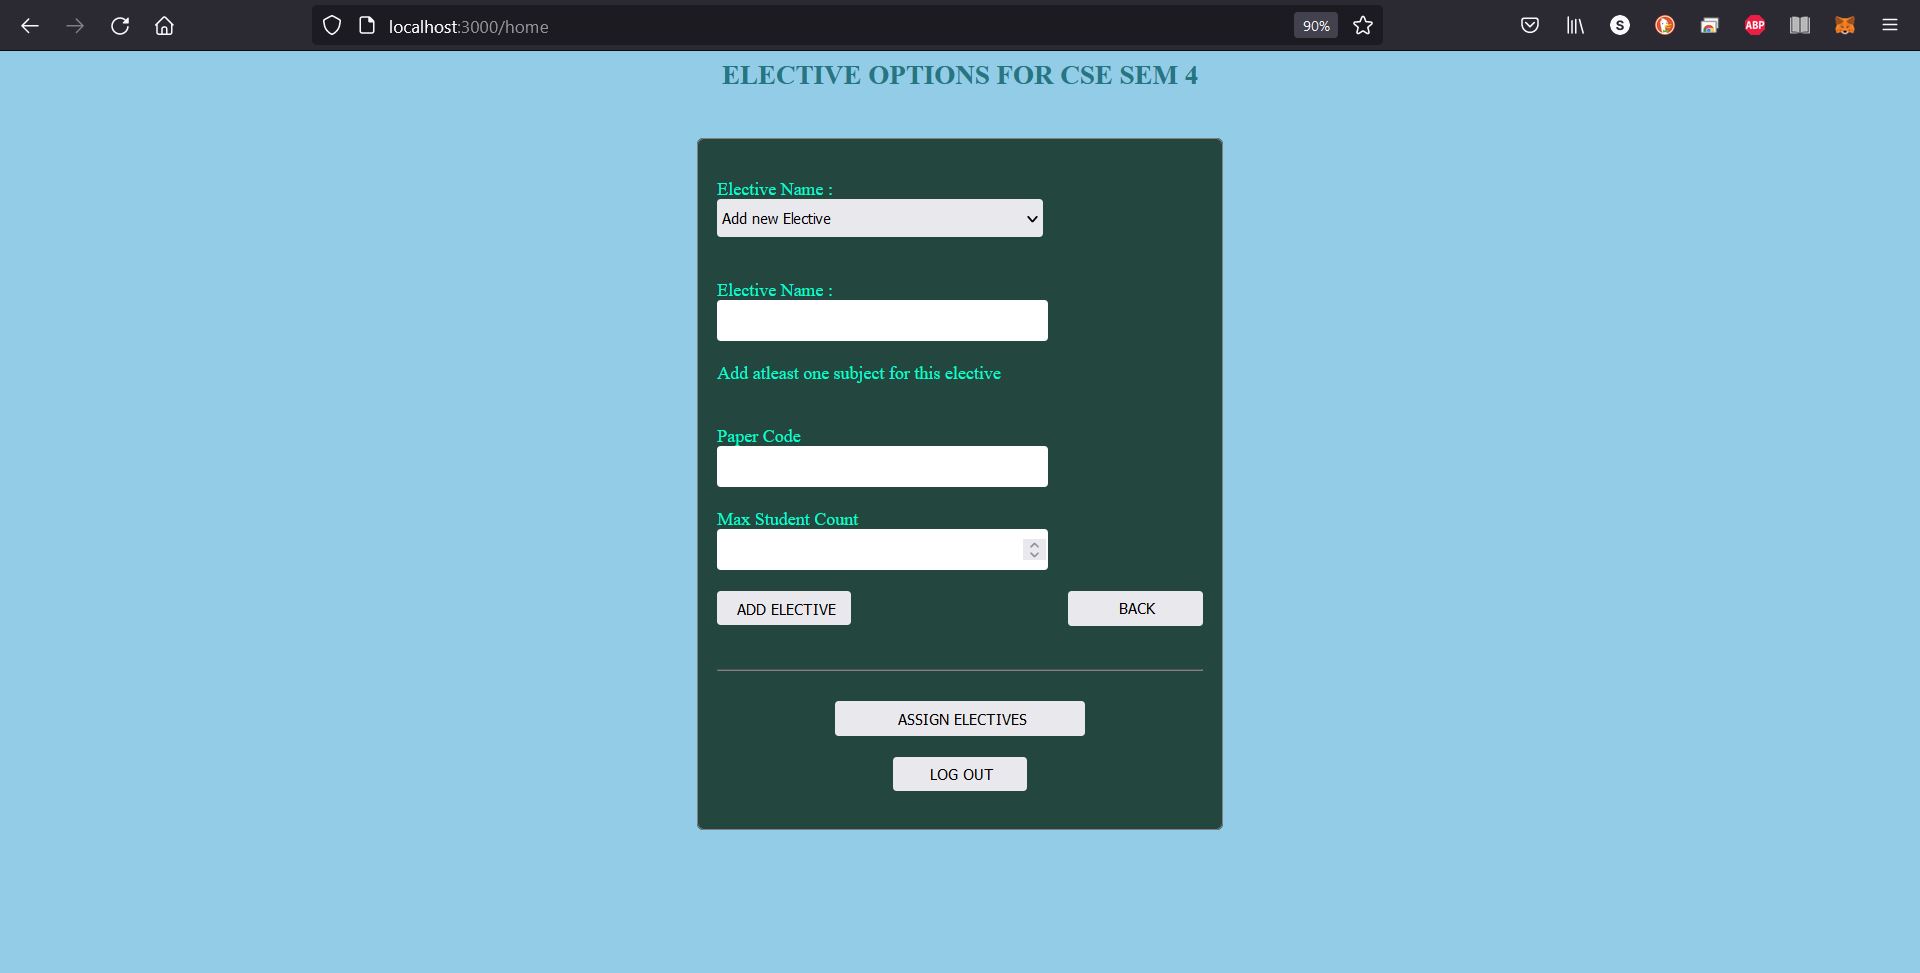 localhost:3000/home
90%
S
ABP
ELECTIVE OPTIONS FOR CSE SEM 4
Elective Name :
Add new Elective
Elective Name :
Add atleast one subject for this elective
Paper Code
Max Student Count
ADD ELECTIVE
BACK
ASSIGN ELECTIVES
LOG OUT